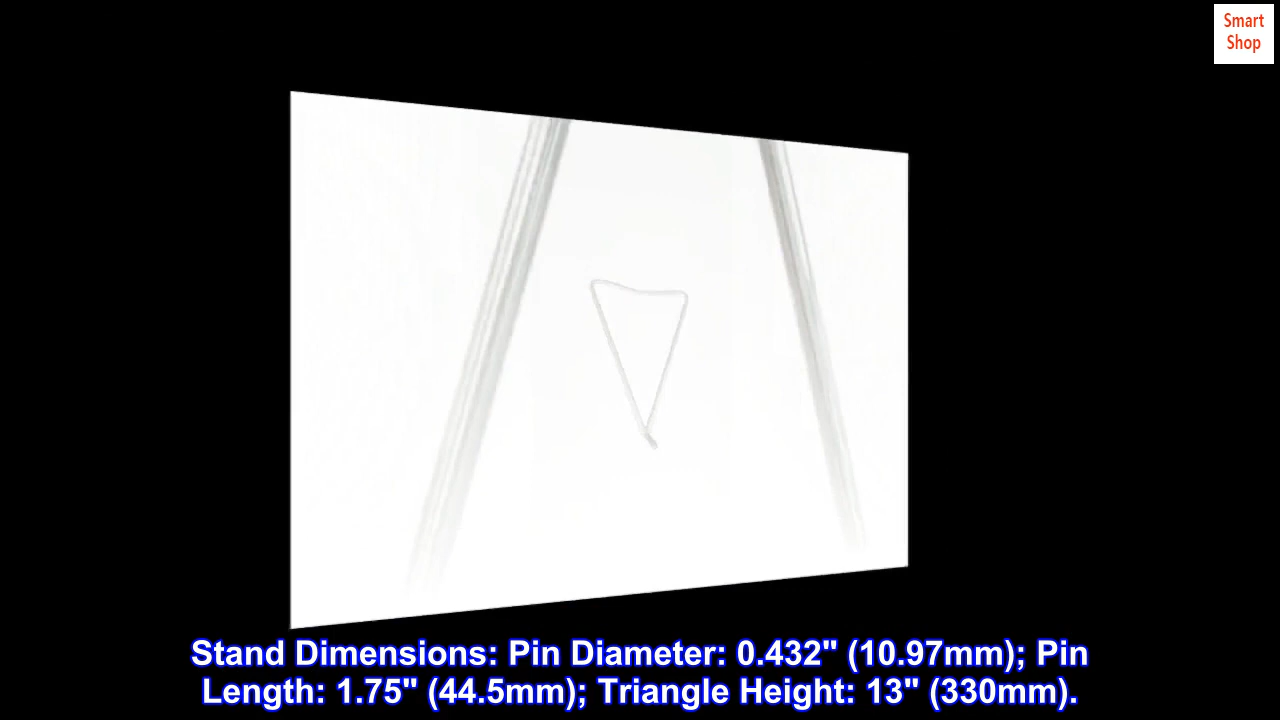 Smart
Shop
Stand Dimensions: Pin Diameter: 0.432" (10.97mm); Pin
Length: 1.75" (44.5mm); Triangle Height: 13" (330mm).